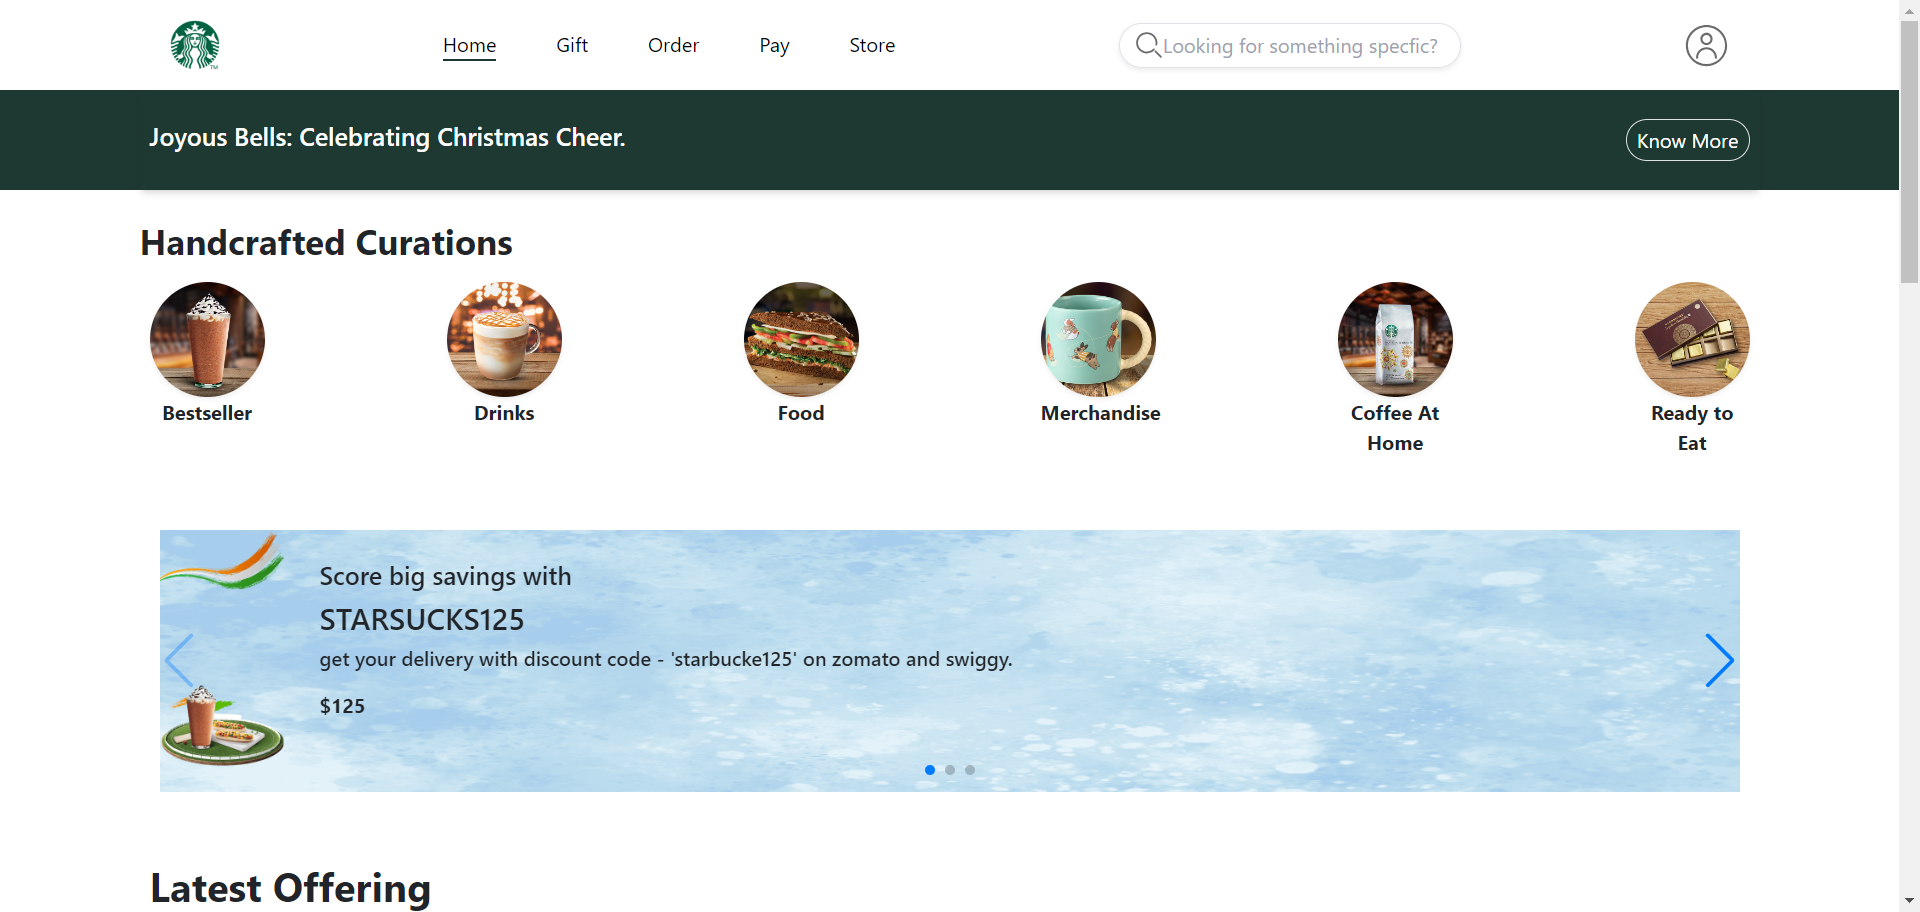 Home Gift Order Pay Store Looking for something specfic?
TM
Joyous Bells: Celebrating Christmas Cheer. Know More
Handcrafted Curations
Bestseller Drinks Food Merchandise Coffee At Home Ready to Eat
Score big savings with
STARSUCKS125
get your delivery with discount code - 'starbucke125' on zomato and swiggy.
$125
Latest Offering